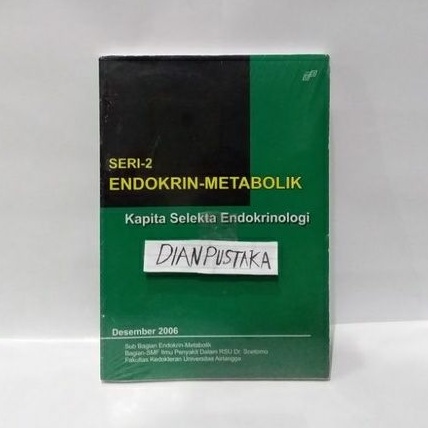 SERI-2
ENDOKRIN-METABOLIK
Kapita Selekta Endokrinologi
DIANPUSTAKA
Desember 2006
Sub Bagian Endokrin-Metabolik
Bagian-SMF Ilmu Penyakit Dalam RSU Dr. Soetomo
Fakultas Kedokteran Universitas Airlangga